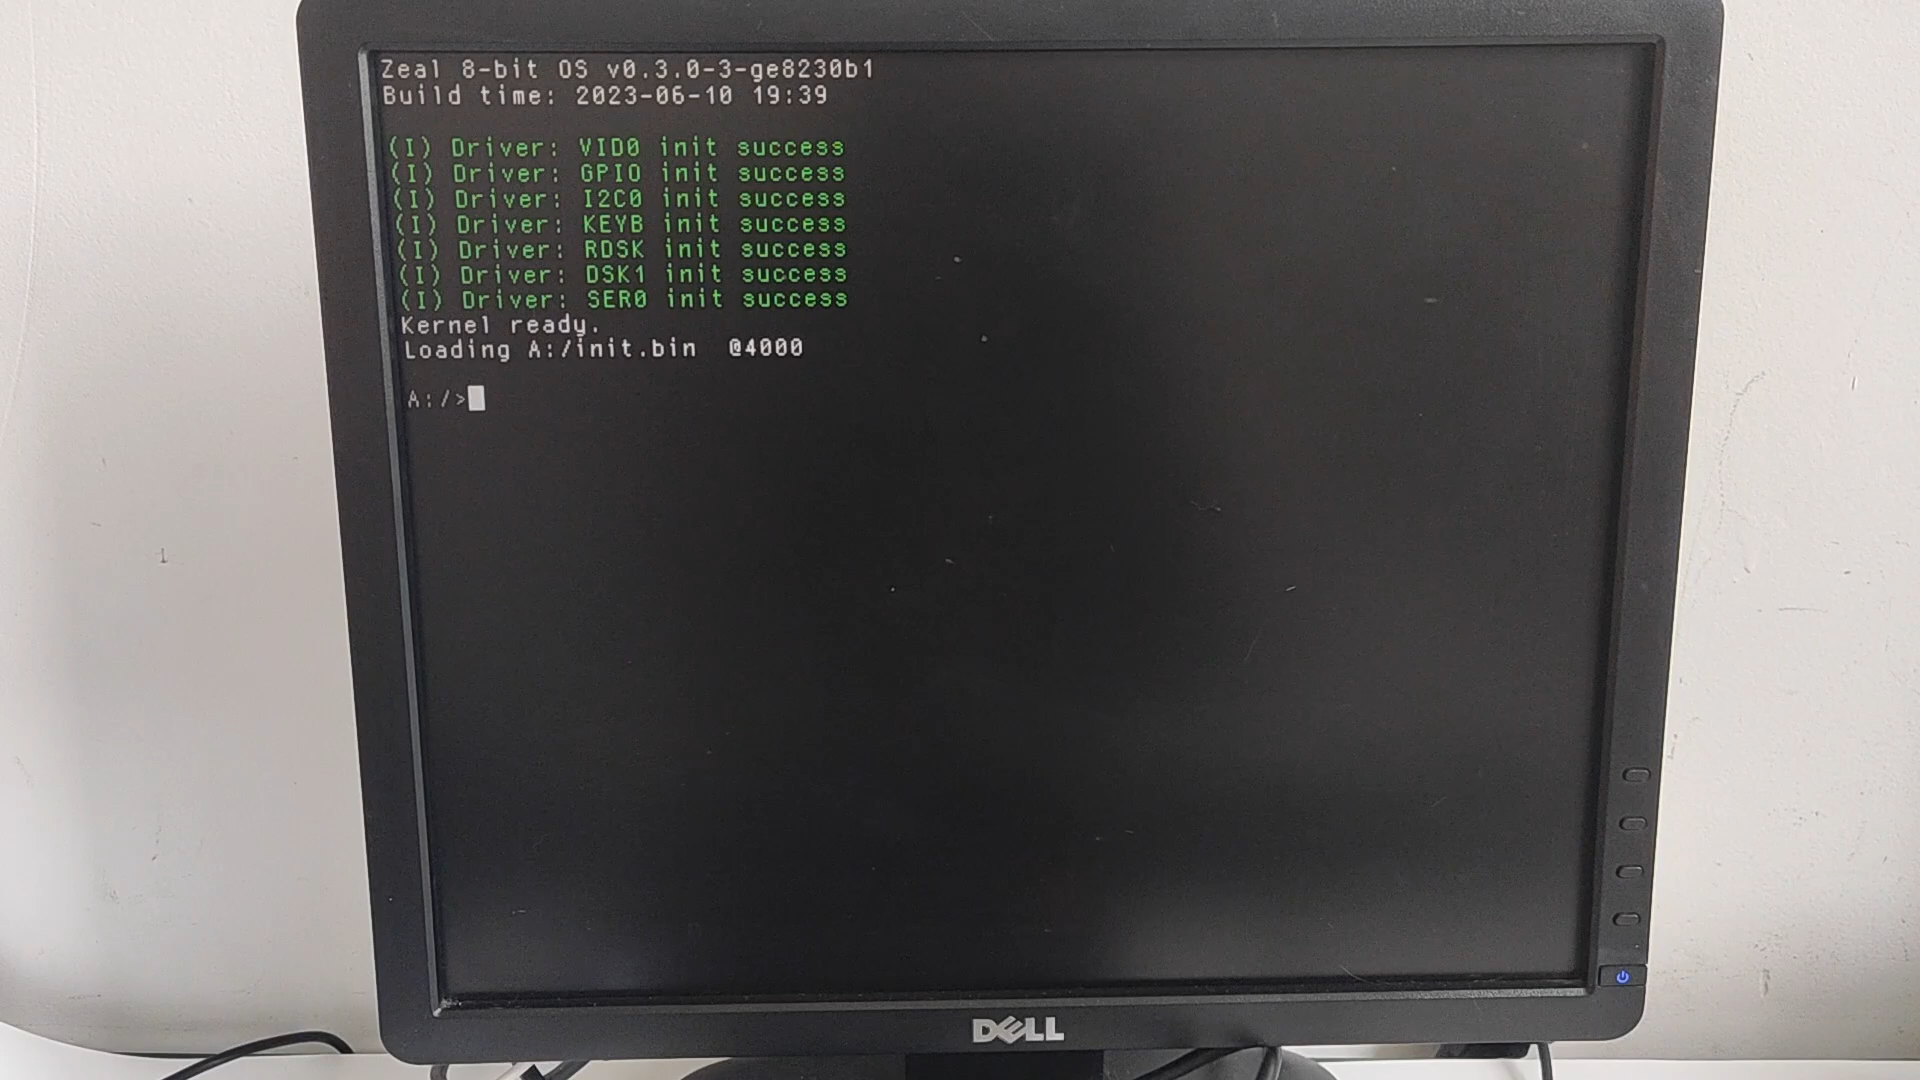 Zeal 8-bit OS v0.3.0-3-ge8230b1
Build time: 2023-06-10 19:39
(I) Driver: VID0 init success
(I) Driver: GPIO init success
(I) Driver: I2C0 init success
(I) Driver: KEYB init success
(I) Driver: RDSK init success
(I) Driver: DSK1 init success
(I) Driver: SER0 init success
Kernel ready.
Loading A:/init.bin  @4000
A:/>
DELL